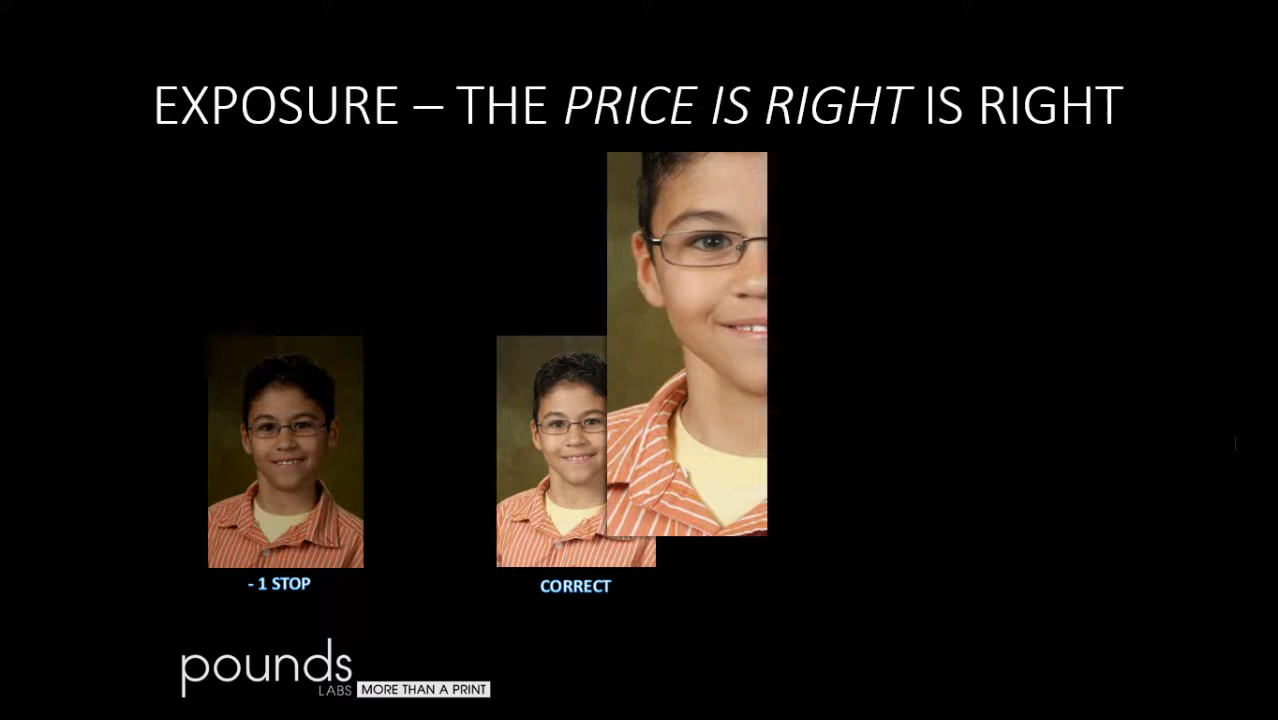 EXPOSURE – THE PRICE IS RIGHT IS RIGHT
- 1 STOP
CORRECT
pounds
LABS MORE THAN A PRINT